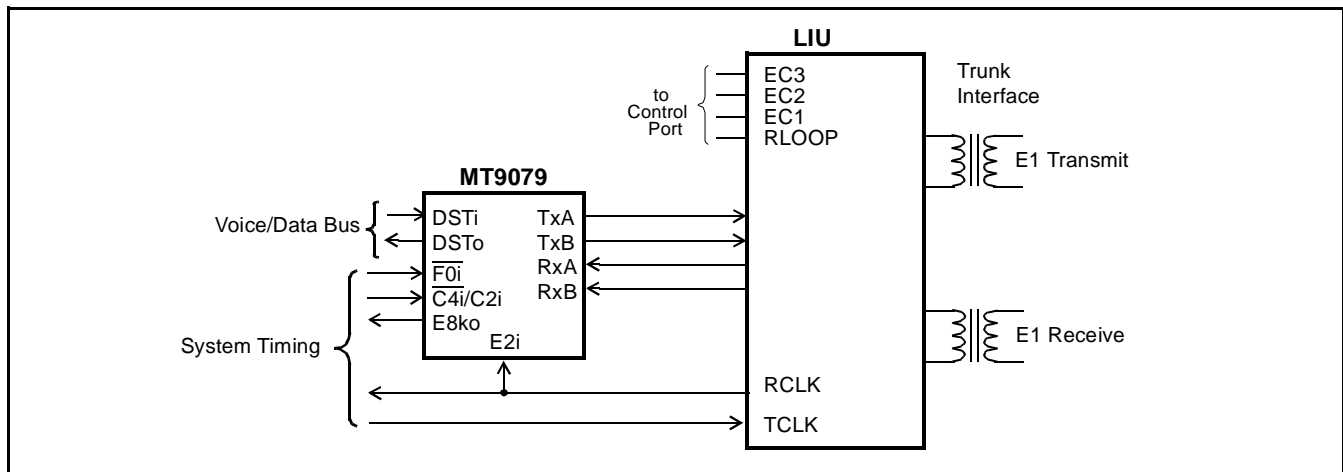 LIU
EC3
EC2
EC1
RLOOP
to
Control
Port
Trunk
Interface
E1 Transmit
MT9079
Voice/Data Bus
DSTi
DSTo
F0i
C4i/C2i
E8ko
E2i
TxA
TxB
RxA
RxB
System Timing
E1 Receive
RCLK
TCLK